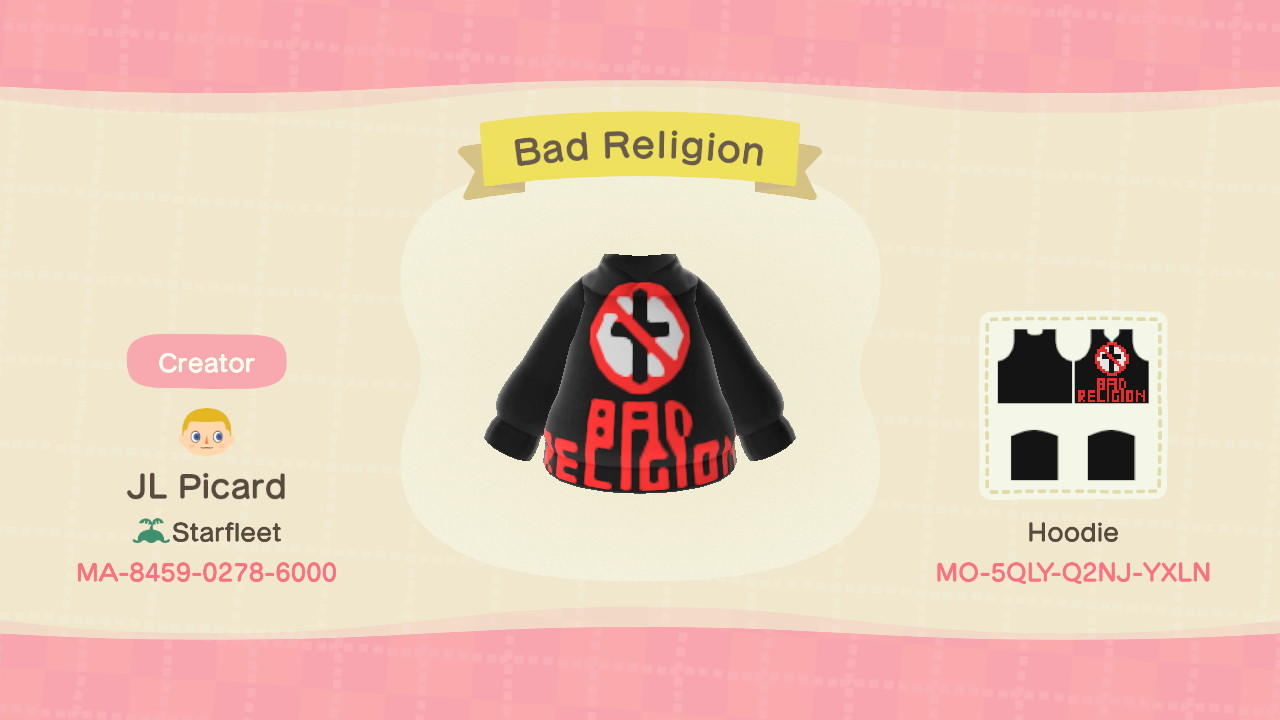 Bad Religion
BAD
RELIGION
Creator
JL Picard
Starfleet
MA-8459-0278-6000
BAD
RELIGION
Hoodie
MO-5QLY-Q2NJ-YXLN